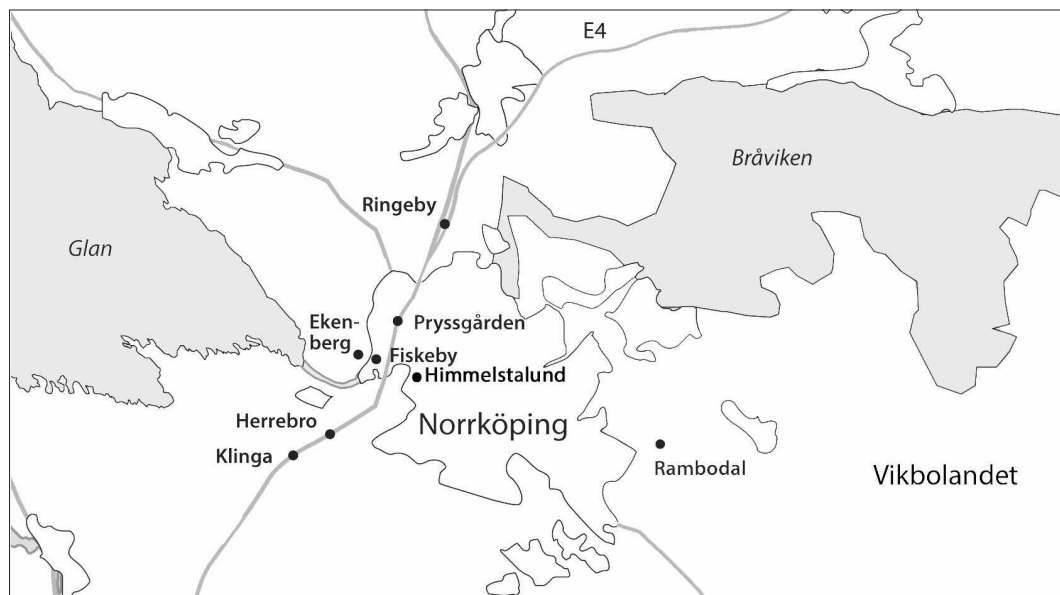 E4
Bråviken
Ringeby
Glan
Eken-
berg
Pryssgården
Fiskeby
Himmelstalund
Herrebro
Norrköping
Klinga
Rambodal
Vikbolandet